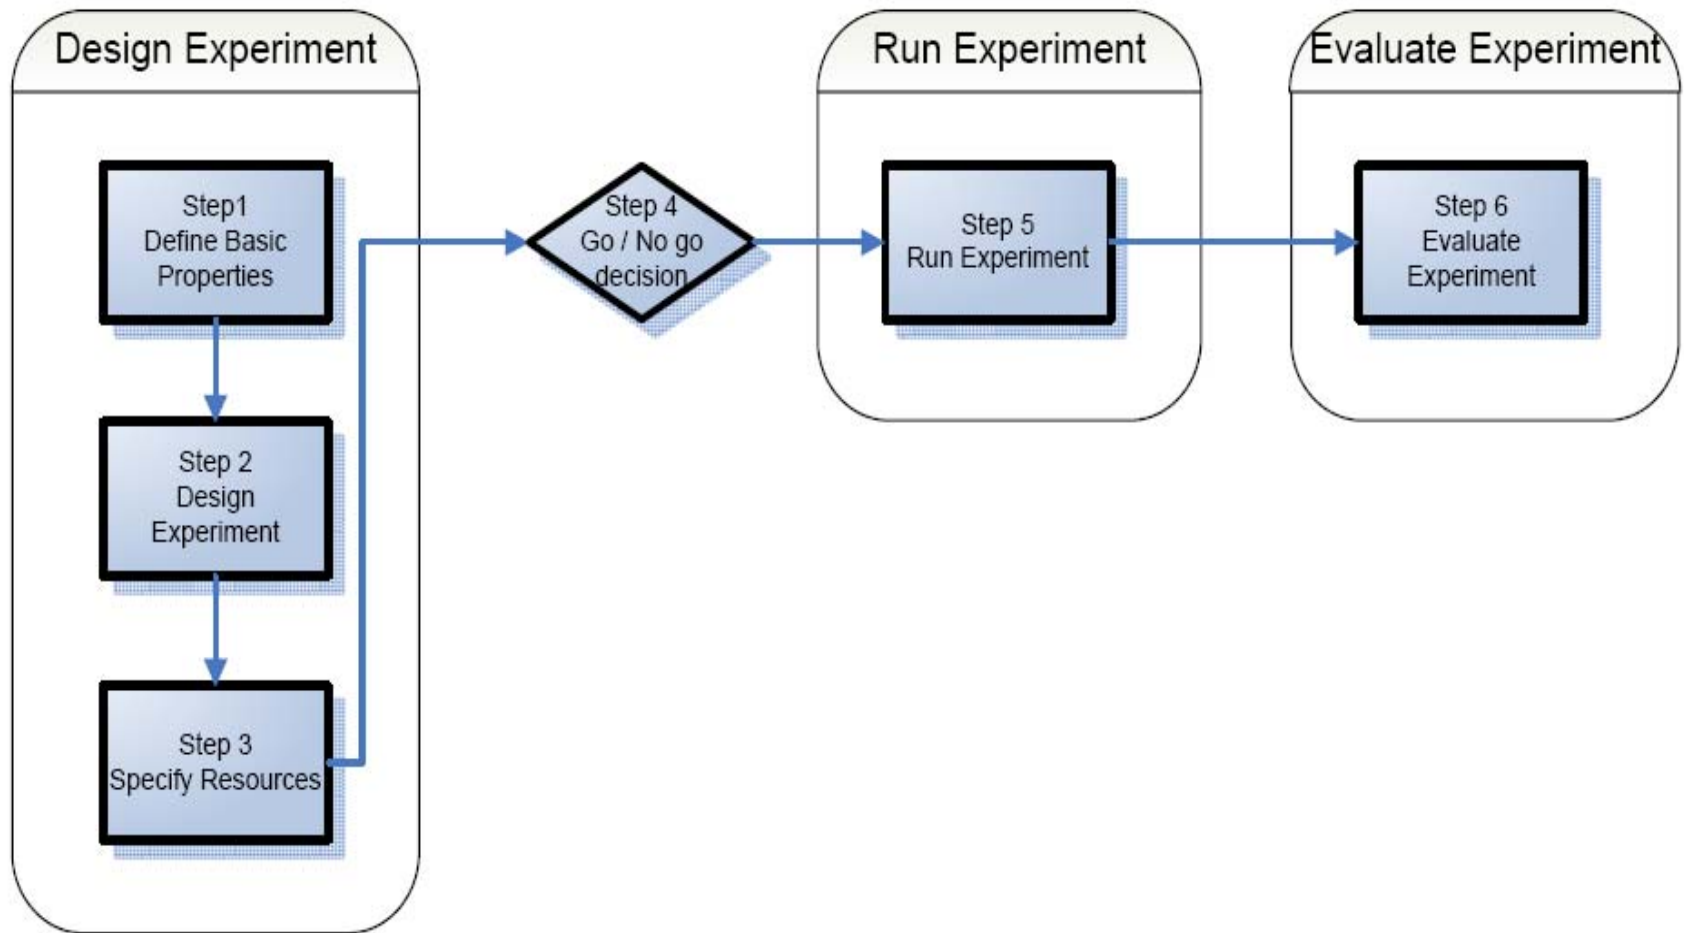 Design Experiment
Step1
Define Basic
Properties
Step 2
Design
Experiment
Step 3
Specify Resources
Step 4
Go / No go
decision
Run Experiment
Step 5
Run Experiment
Evaluate Experiment
Step 6
Evaluate
Experiment